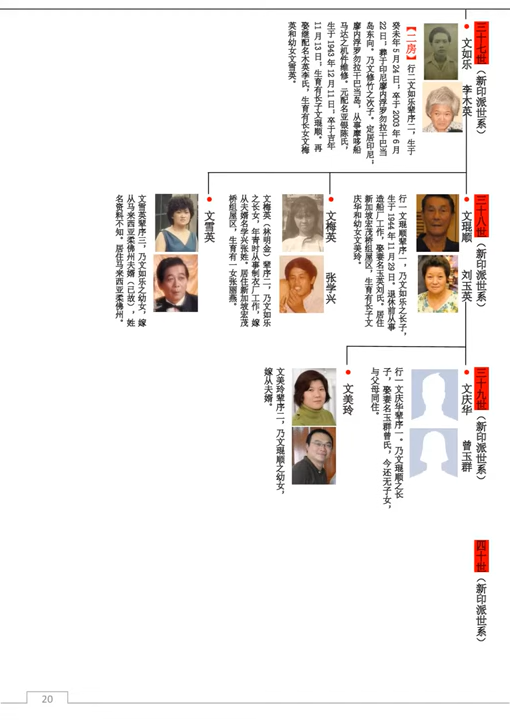 三十七世（新印派世系）
文如乐
李木英
【二房】行二文如乐辈序二，生于
癸未年5月24日；卒于2003年6月
22日；葬于印尼廖内浮罗勿拉干巴当
岛东向。乃文修竹之次子。定居印尼；
廖内浮罗勿拉干巴当岛，从事摩哆船
马达之机件维修。元配名亚银陈氏，
生于1943年12月11日；卒于吉年
11月13日；生育有长子文琨顺。再
娶继配名木英李氏，生育有长女文梅
英和幼女文雪英。
三十八世（新印派世系）
文琨顺
刘玉英
行一文琨顺辈序一，乃文如乐之长子，
生于1944年11月29日。退休前从事
造船厂工作，娶妻名玉英刘氏。居住
新加坡宏茂桥组屋区，生育有长子文
庆华和幼女文美玲。
文梅英
张学兴
文梅英（林明金）辈序二，乃文如乐
之长女，年青时从事制衣厂工作，嫁
从夫婿名学兴张姓。居住新加坡宏茂
桥组屋区，生育有一女张丽燕。
文雪英
文雪英辈序三，乃文如乐之幼女，嫁
从马来西亚柔佛州夫婿（已故），姓
名资料不知。居住马来西亚柔佛州。
三十九世（新印派世系）
文庆华
曾玉群
行一文庆华辈序一。乃文琨顺之长
子，娶妻名玉群曾氏，今还无子女，
与父母同住。
文美玲
文美玲辈序二，乃文琨顺之幼女，
嫁从夫婿。
四十世（新印派世系）
20